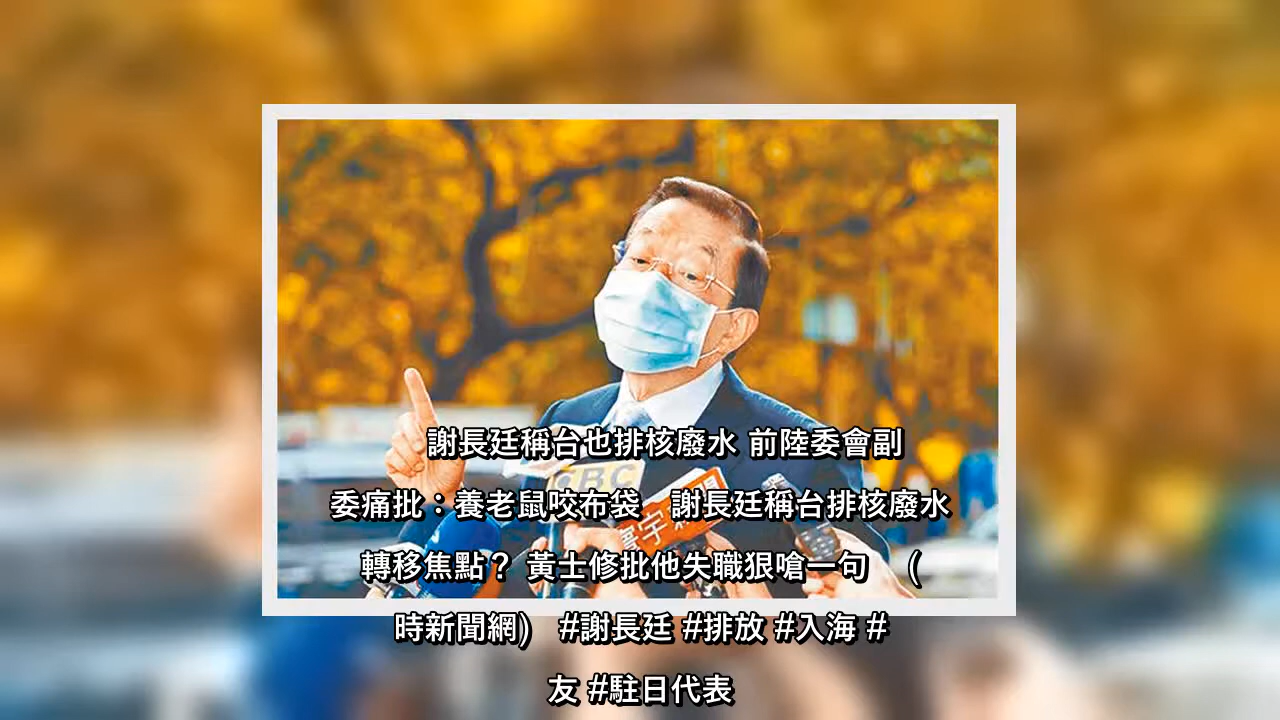 謝長廷稱台也排核廢水 前陸委會副
委痛批：養老鼠咬布袋 謝長廷稱台排核廢水
轉移焦點？ 黃士修批他失職狠嗆一句 (
時新聞網) #謝長廷 #排放 #入海 #
友 #駐日代表
GBC
寰宇